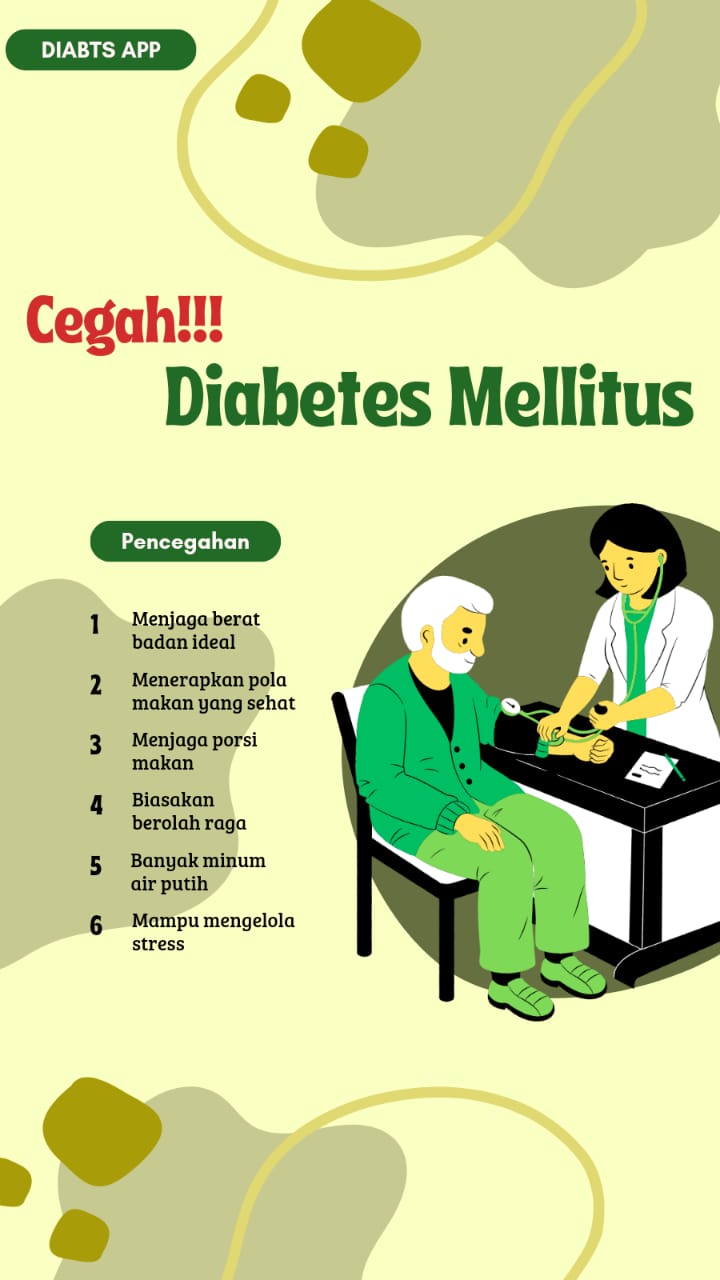 DIABTS APP
Cegah!!!
Diabetes Mellitus
Pencegahan
1 Menjaga berat
badan ideal
2 Menerapkan pola
makan yang sehat
3 Menjaga porsi
makan
4 Biasakan
berolah raga
5 Banyak minum
air putih
6 Mampu mengelola
stress